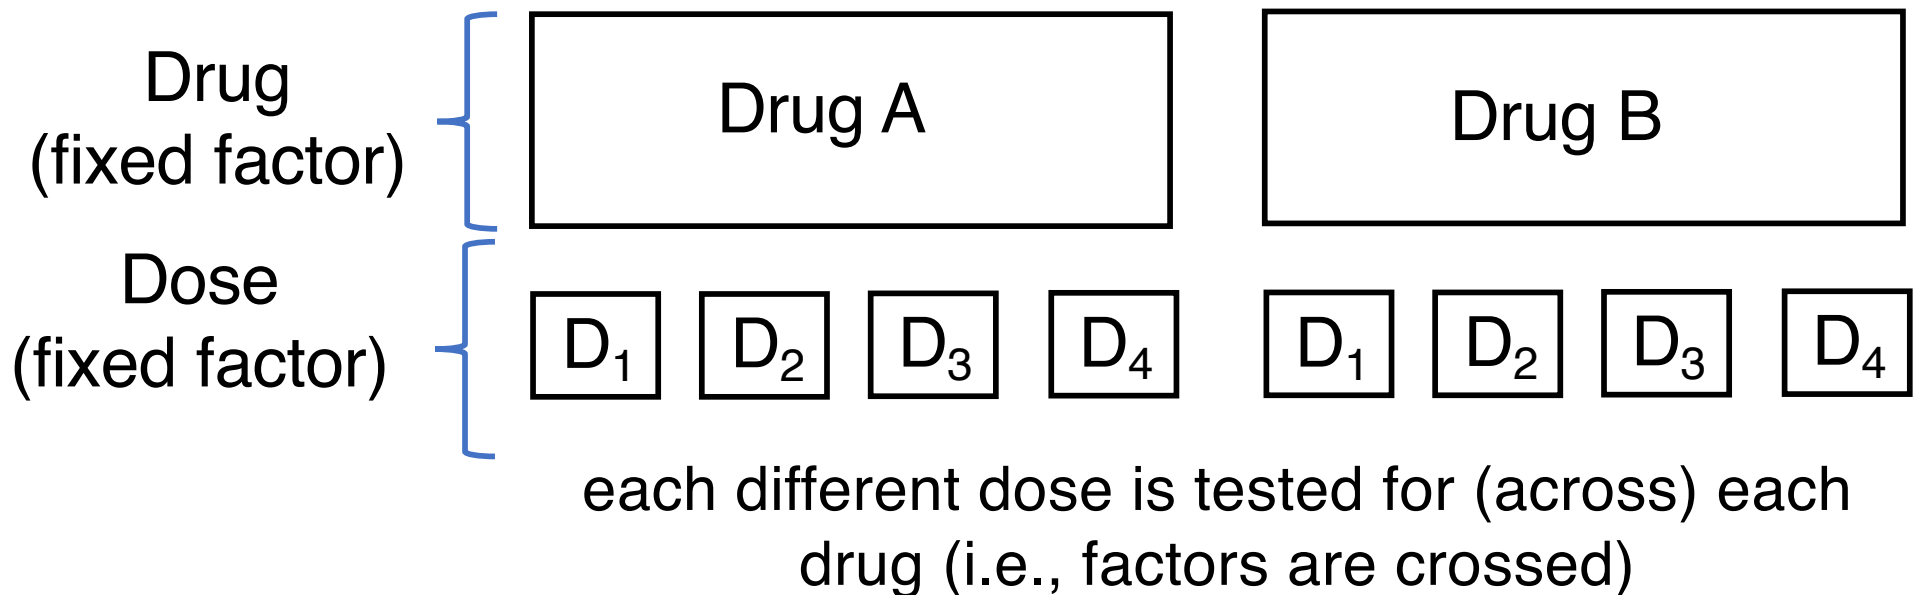 Drug
(fixed factor)
Drug A
Drug B
Dose
(fixed factor)
D₁ D₂ D₃ D₄ D₁ D₂ D₃ D₄
each different dose is tested for (across) each
drug (i.e., factors are crossed)